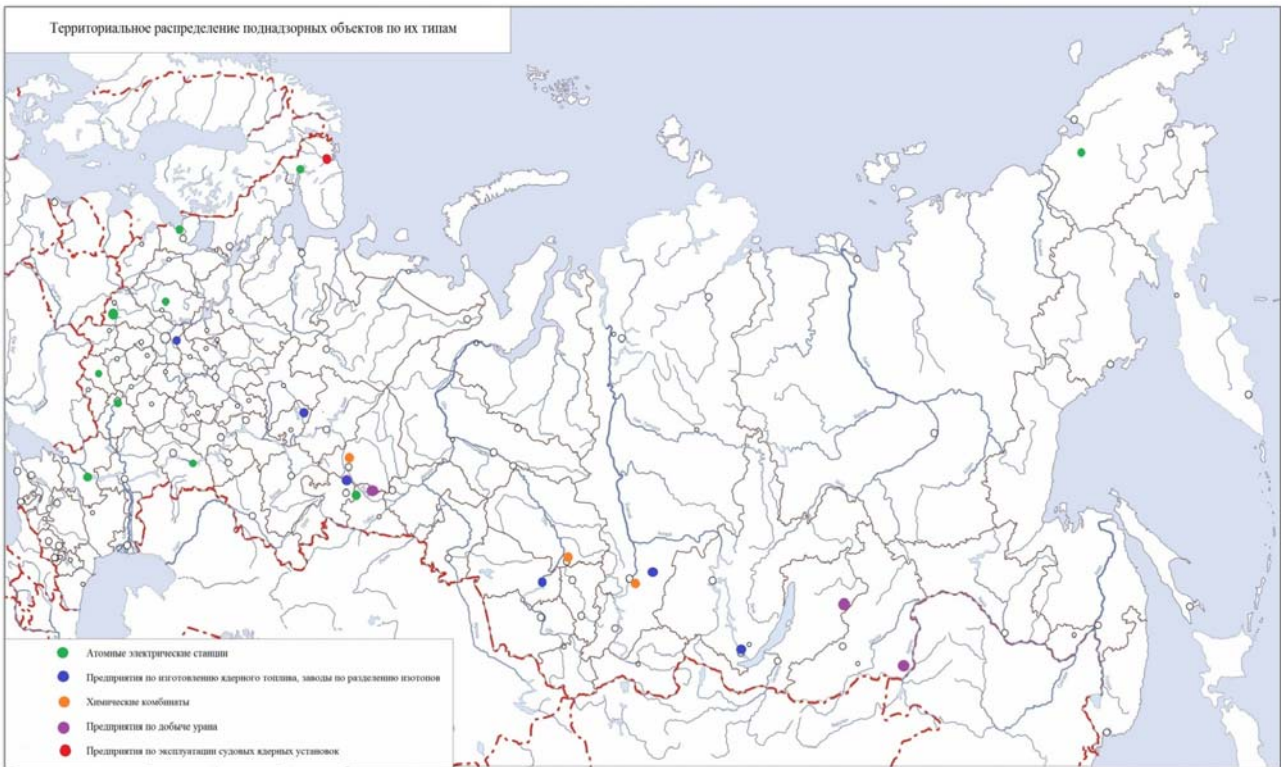 Территориальное распределение поднадзорных объектов по их типам
Атомные электрические станции
Предприятия по изготовлению ядерного топлива, заводы по разделению изотопов
Химические комбинаты
Предприятия по добыче урана
Предприятия по эксплуатации судовых ядерных установок